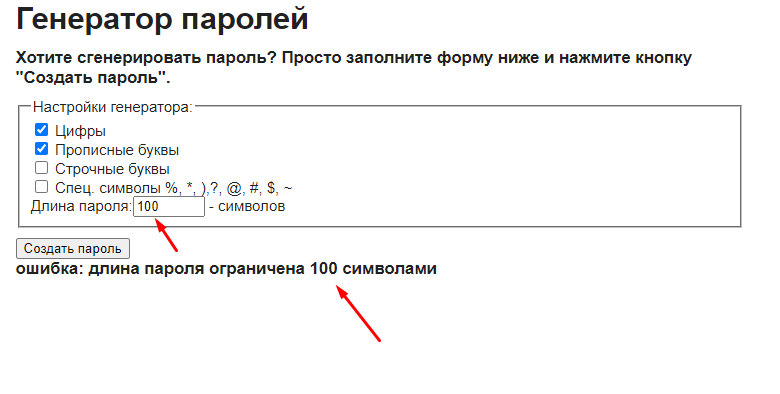 Генератор паролей
Хотите сгенерировать пароль? Просто заполните форму ниже и нажмите кнопку
"Создать пароль".
Настройки генератора:
Цифры
Прописные буквы
Строчные буквы
Спец. символы %, *, ),?, @, #, $, ~
Длина пароля: 100 - символов
Создать пароль
ошибка: длина пароля ограничена 100 символами